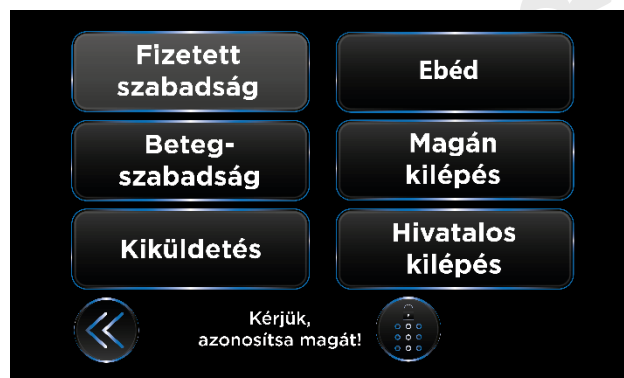 Fizetett
szabadság
Ebéd
Beteg-
szabadság
Magán
kilépés
Kiküldetés
Hivatalos
kilépés
Kérjük,
azonosítsa magát!